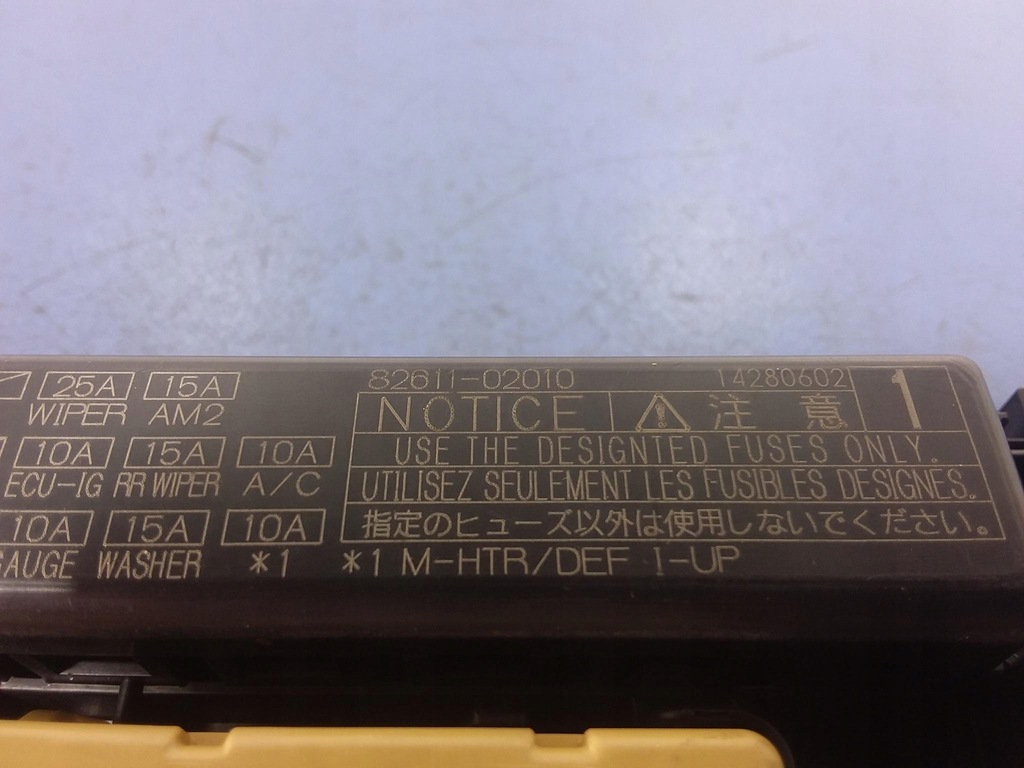 82611-02010 14280602
25A 15A
WIPER AM2
NOTICE ⚠ 注意 1
10A 15A 10A
ECU-IG RR WIPER A/C
USE THE DESIGNTED FUSES ONLY.
UTILISEZ SEULEMENT LES FUSIBLES DESIGNES.
10A 15A 10A
指定のヒューズ以外は使用しないでください。
GAUGE WASHER *1
*1 M-HTR/DEF I-UP